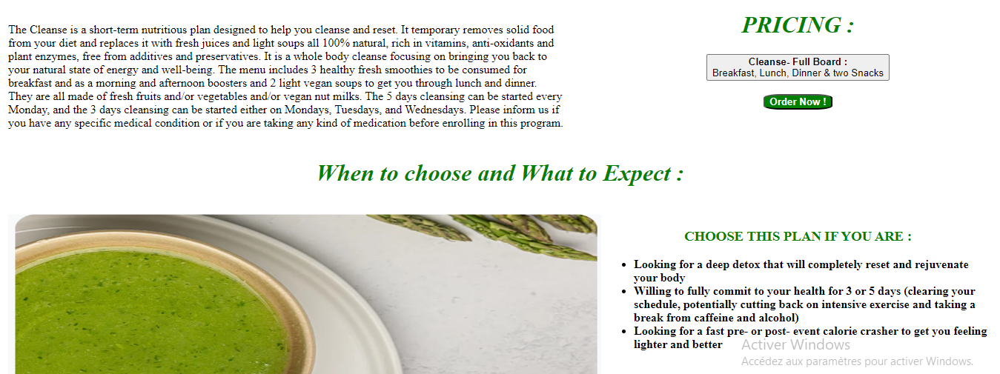 The Cleanse is a short-term nutritious plan designed to help you cleanse and reset. It temporary removes solid food
from your diet and replaces it with fresh juices and light soups all 100% natural, rich in vitamins, anti-oxidants and
plant enzymes, free from additives and preservatives. It is a whole body cleanse focusing on bringing you back to
your natural state of energy and well-being. The menu includes 3 healthy fresh smoothies to be consumed for
breakfast and as a morning and afternoon boosters and 2 light vegan soups to get you through lunch and dinner.
They are all made of fresh fruits and/or vegetables and/or vegan nut milks. The 5 days cleansing can be started every
Monday, and the 3 days cleansing can be started either on Mondays, Tuesdays, and Wednesdays. Please inform us if
you have any specific medical condition or if you are taking any kind of medication before enrolling in this program.
PRICING :
Cleanse- Full Board :
Breakfast, Lunch, Dinner & two Snacks
Order Now !
When to choose and What to Expect :
CHOOSE THIS PLAN IF YOU ARE :
• Looking for a deep detox that will completely reset and rejuvenate
your body
• Willing to fully commit to your health for 3 or 5 days (clearing your
schedule, potentially cutting back on intensive exercise and taking a
break from caffeine and alcohol)
• Looking for a fast pre- or post- event calorie crasher to get you feeling
lighter and better
Activer Windows
Accédez aux paramètres pour activer Windows.